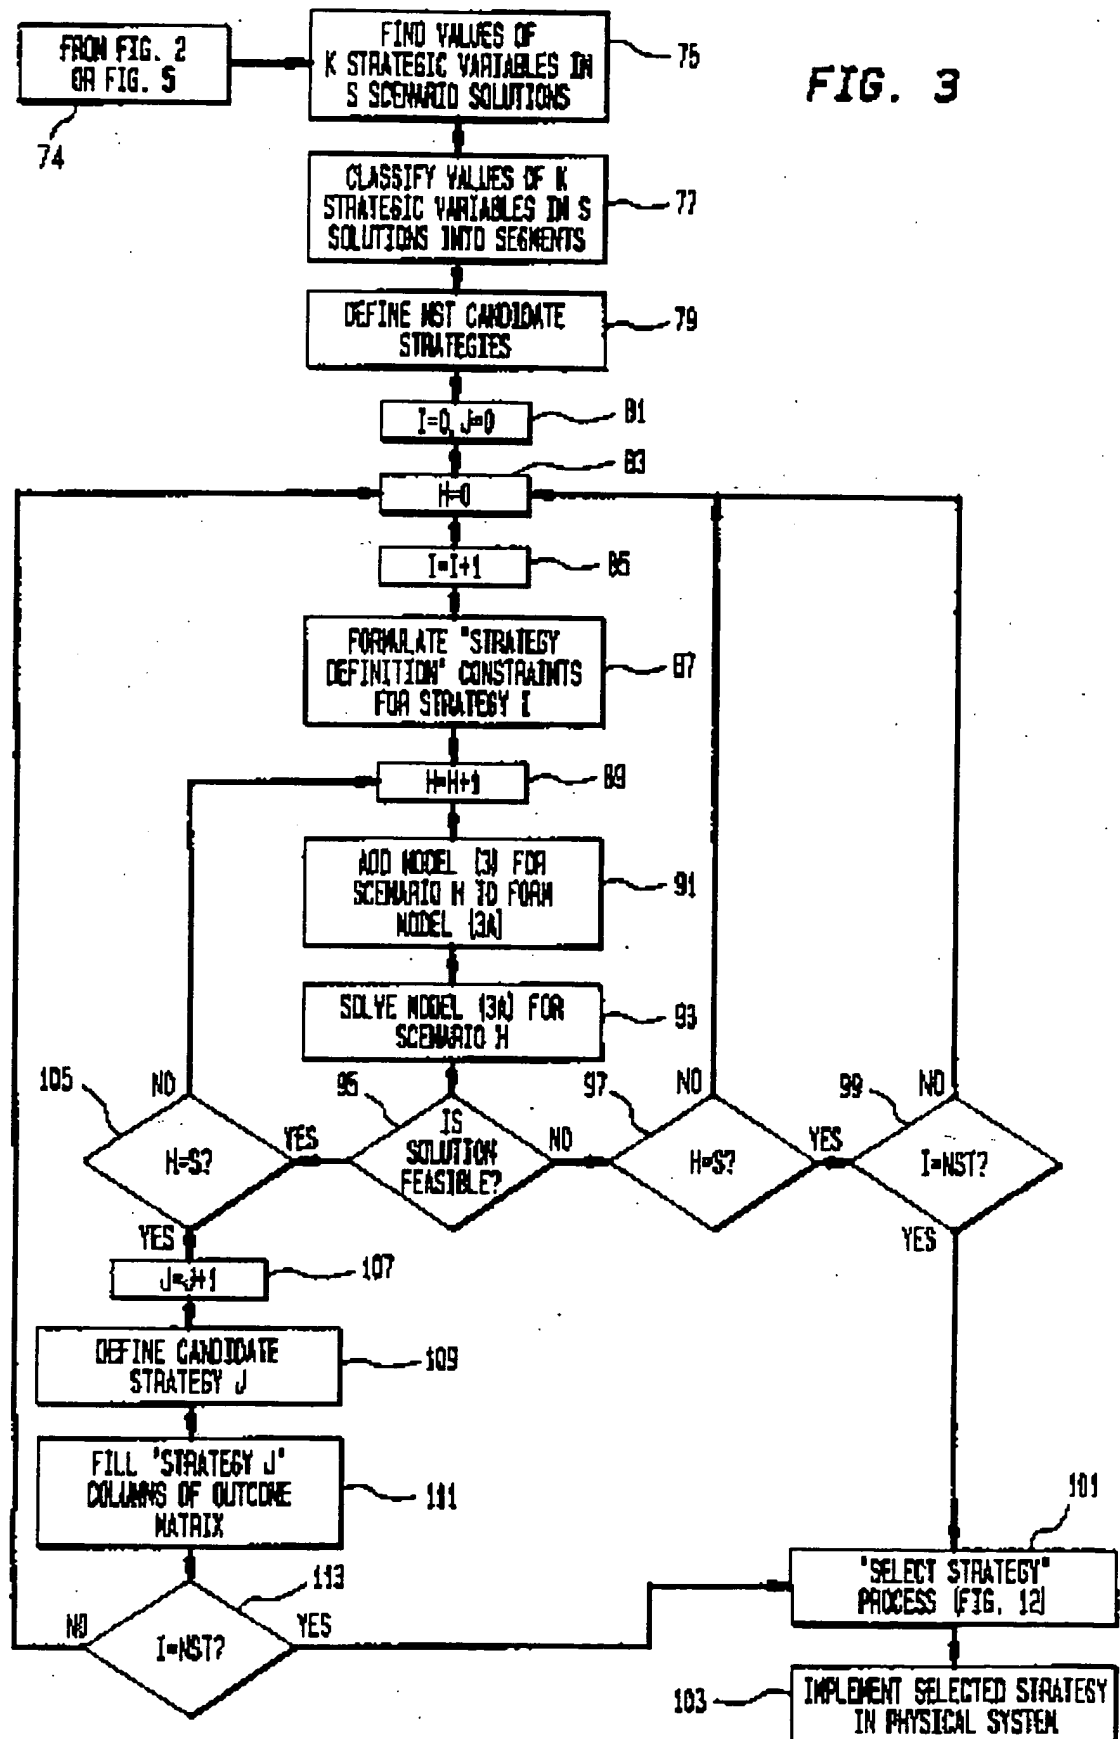 FROM FIG. 2
OR FIG. 5
74
FIND VALUES OF
K STRATEGIC VARIABLES IN
S SCENARIO SOLUTIONS
75
FIG. 3
CLASSIFY VALUES OF K
STRATEGIC VARIABLES IN S
SOLUTIONS INTO SEGMENTS
77
DEFINE NST CANDIDATE
STRATEGIES
79
I=0, J=0
81
83
H=0
I=I+1
85
FORMULATE "STRATEGY
DEFINITION" CONSTRAINTS
FOR STRATEGY I
87
H=H+1
89
ADD MODEL (3) FOR
SCENARIO H TO FORM
MODEL (3A)
91
SOLVE MODEL (3A) FOR
SCENARIO H
93
105
NO
95
97
NO
99
NO
H=S?
YES
IS
SOLUTION
FEASIBLE?
NO
H=S?
YES
I=NST?
YES
YES
J=J+1
107
DEFINE CANDIDATE
STRATEGY J
109
FILL "STRATEGY J"
COLUMNS OF OUTCOME
MATRIX
111
101
"SELECT STRATEGY"
PROCESS (FIG. 12)
113
NO
I=NST?
YES
103
IMPLEMENT SELECTED STRATEGY
IN PHYSICAL SYSTEM